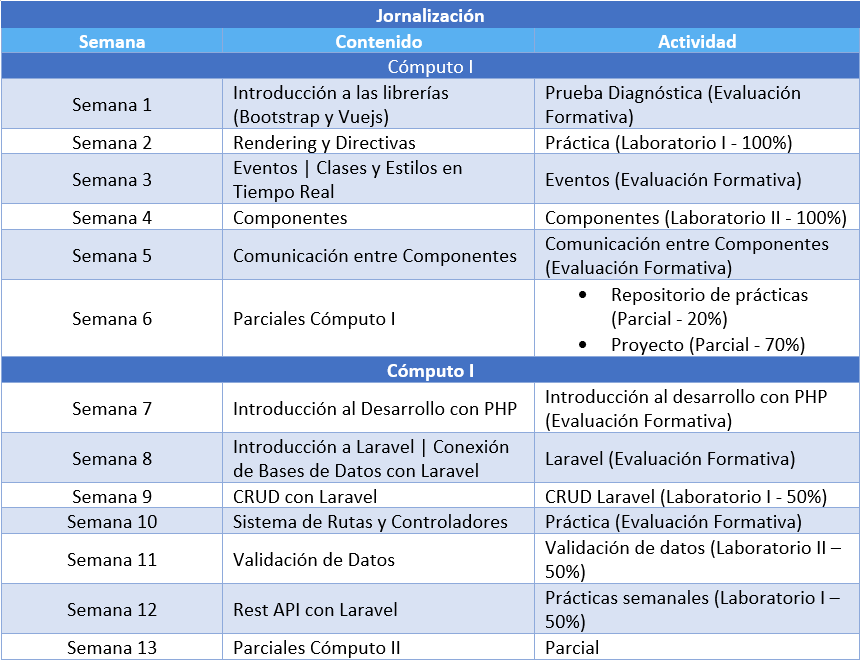 Jornalización
Semana Contenido Actividad
Cómputo I
Semana 1
Introducción a las librerías
(Bootstrap y Vuejs)
Prueba Diagnóstica (Evaluación
Formativa)
Semana 2 Rendering y Directivas Práctica (Laboratorio I - 100%)
Semana 3
Eventos | Clases y Estilos en
Tiempo Real
Eventos (Evaluación Formativa)
Semana 4 Componentes Componentes (Laboratorio II - 100%)
Semana 5 Comunicación entre Componentes
Comunicación entre Componentes
(Evaluación Formativa)
Semana 6 Parciales Cómputo I
• Repositorio de prácticas
(Parcial - 20%)
• Proyecto (Parcial - 70%)
Cómputo I
Semana 7 Introducción al Desarrollo con PHP
Introducción al desarrollo con PHP
(Evaluación Formativa)
Semana 8
Introducción a Laravel | Conexión
de Bases de Datos con Laravel
Laravel (Evaluación Formativa)
Semana 9 CRUD con Laravel CRUD Laravel (Laboratorio I - 50%)
Semana 10 Sistema de Rutas y Controladores Práctica (Evaluación Formativa)
Semana 11 Validación de Datos
Validación de datos (Laboratorio II –
50%)
Semana 12 Rest API con Laravel
Prácticas semanales (Laboratorio I –
50%)
Semana 13 Parciales Cómputo II Parcial